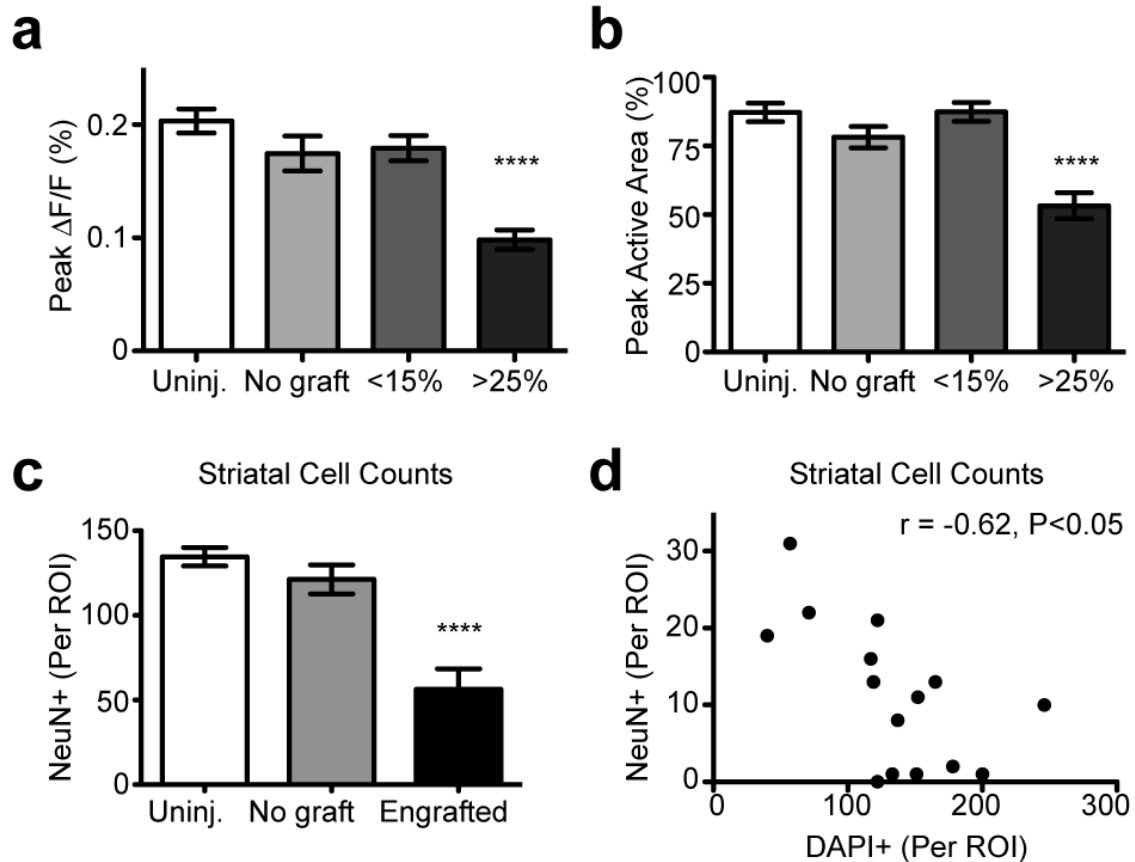 a
Peak ΔF/F (%)
0.2
0.1
0
****
Uninj. No graft <15% >25%
b
Peak Active Area (%)
100
75
50
25
0
****
Uninj. No graft <15% >25%
c
Striatal Cell Counts
NeuN+ (Per ROI)
150
100
50
0
****
Uninj. No graft Engrafted
d
Striatal Cell Counts
r = -0.62, P<0.05
NeuN+ (Per ROI)
30
20
10
0
0 100 200 300
DAPI+ (Per ROI)